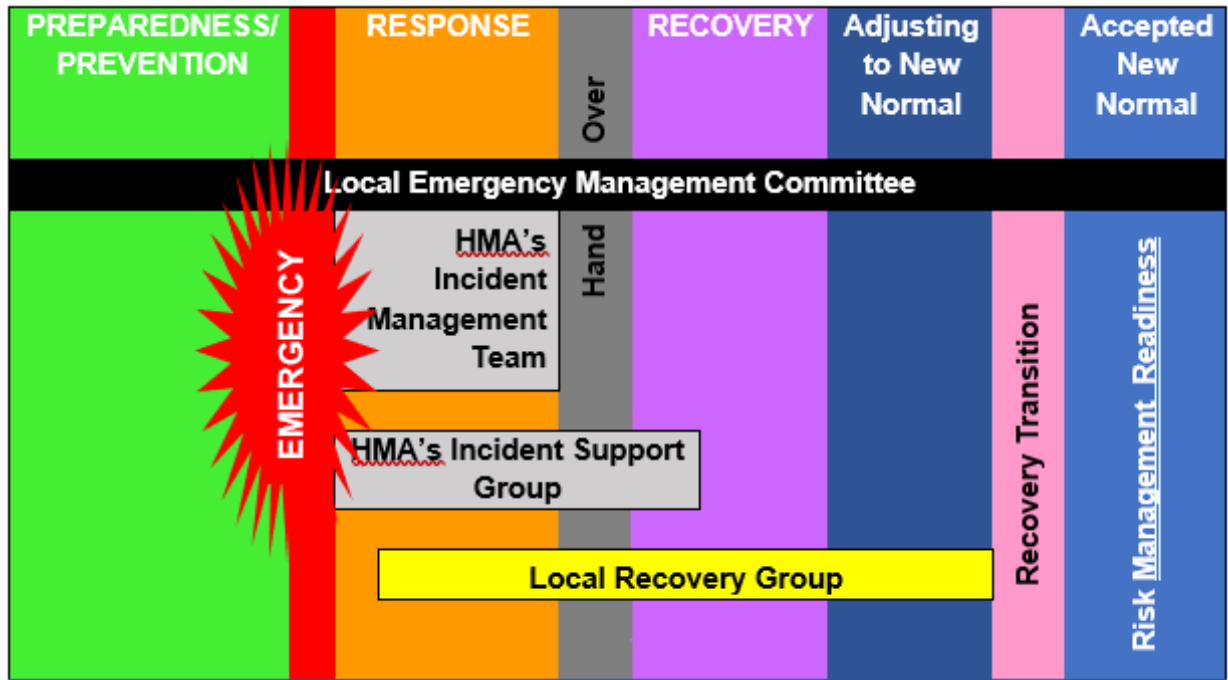 PREPAREDNESS/
PREVENTION
RESPONSE
Hand Over
RECOVERY
Adjusting
to New
Normal
Accepted
New
Normal
Local Emergency Management Committee
EMERGENCY
HMA's
Incident
Management
Team
HMA's Incident Support
Group
Local Recovery Group
Recovery Transition
Risk Management Readiness